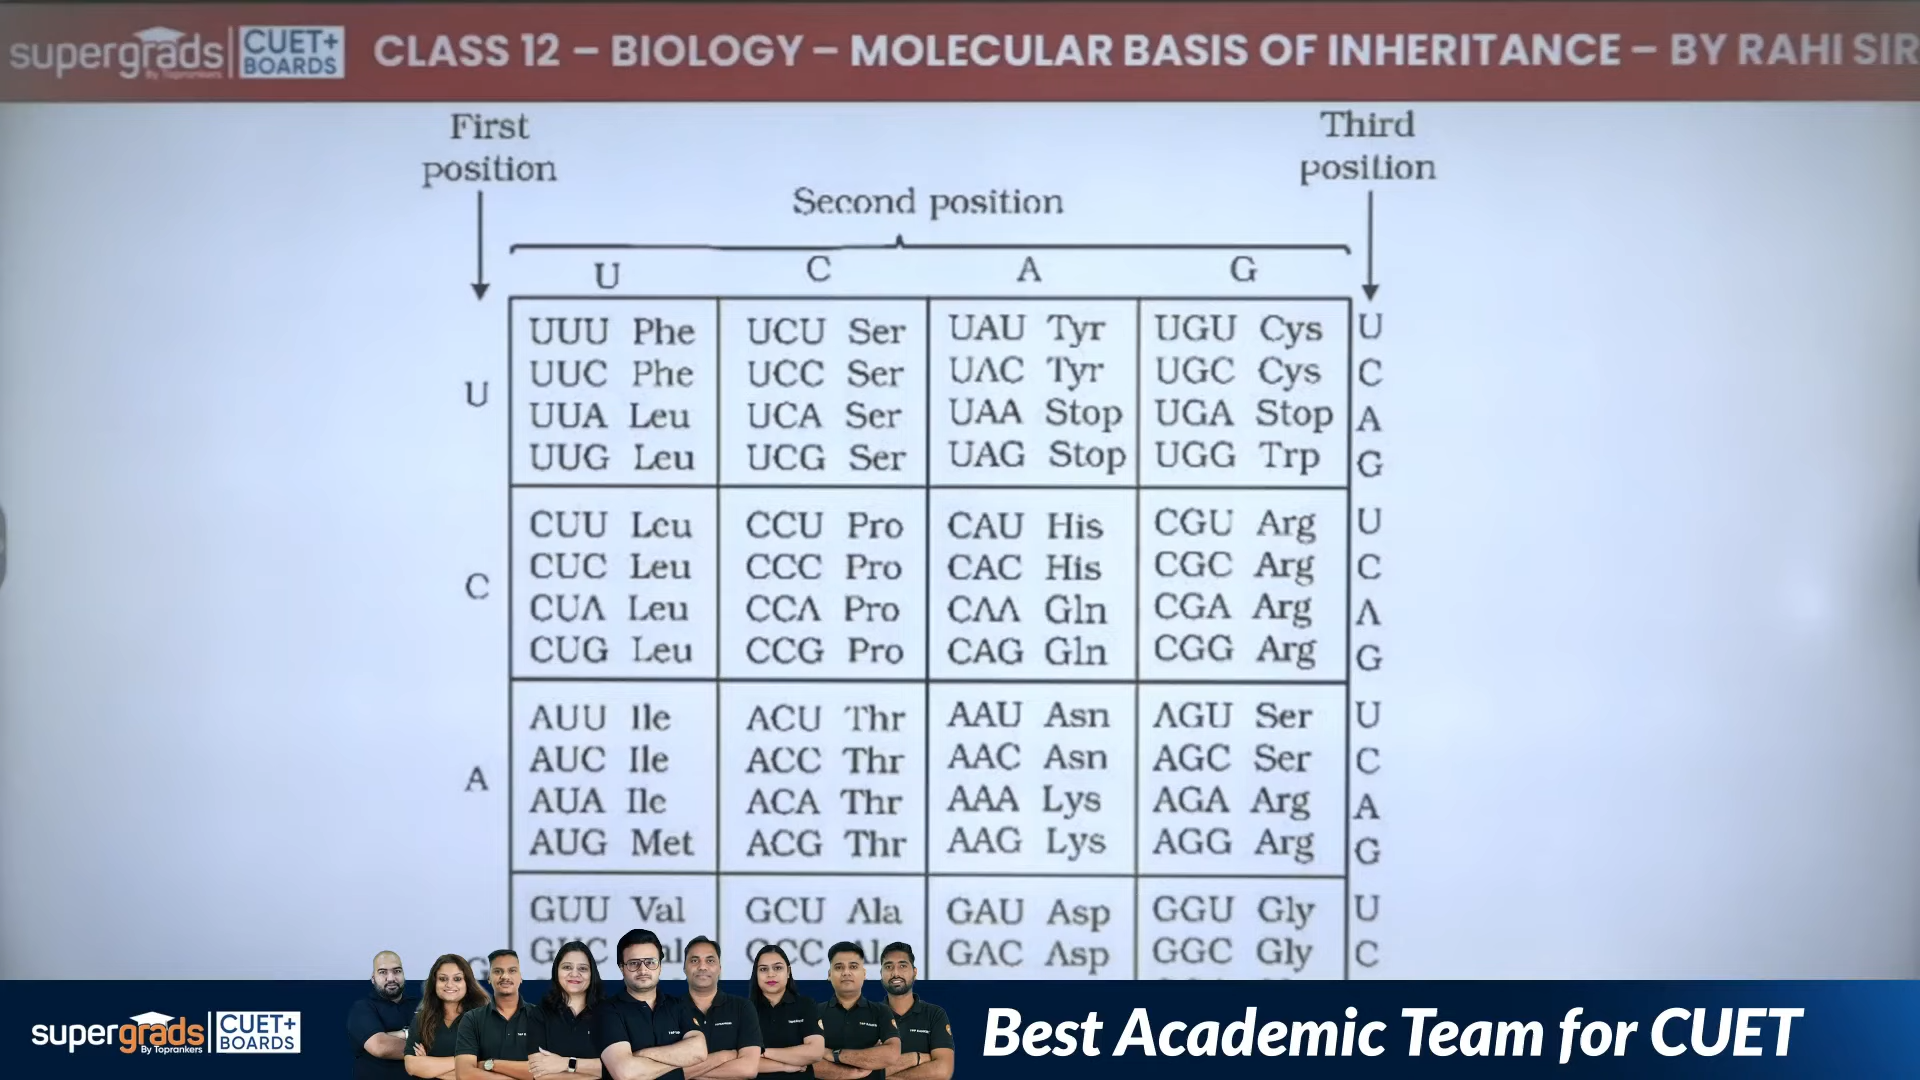 supergrads By Toprankers CUET+ BOARDS CLASS 12 – BIOLOGY – MOLECULAR BASIS OF INHERITANCE – BY RAHI SIR
First position
Third position
Second position
U C A G
UUU Phe UCU Ser UAU Tyr UGU Cys U
UUC Phe UCC Ser UAC Tyr UGC Cys C
U
UUA Leu UCA Ser UAA Stop UGA Stop A
UUG Leu UCG Ser UAG Stop UGG Trp G
CUU Leu CCU Pro CAU His CGU Arg U
CUC Leu CCC Pro CAC His CGC Arg C
C
CUA Leu CCA Pro CAA Gln CGA Arg A
CUG Leu CCG Pro CAG Gln CGG Arg G
AUU Ile ACU Thr AAU Asn AGU Ser U
AUC Ile ACC Thr AAC Asn AGC Ser C
A
AUA Ile ACA Thr AAA Lys AGA Arg A
AUG Met ACG Thr AAG Lys AGG Arg G
GUU Val GCU Ala GAU Asp GGU Gly U
GAC Asp GGC Gly C
supergrads By Toprankers CUET+ BOARDS
Best Academic Team for CUET